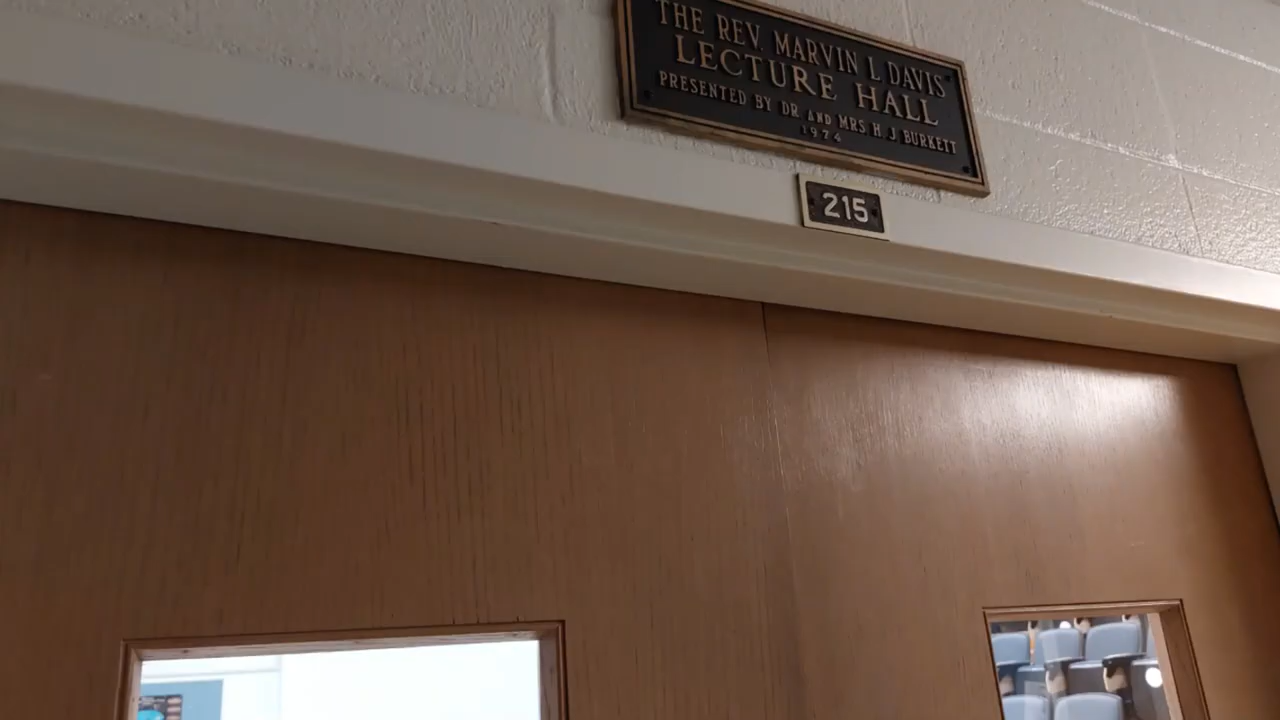 THE REV. MARVIN L DAVIS
LECTURE HALL
PRESENTED BY DR. AND MRS H. J. BURKETT
1974
215